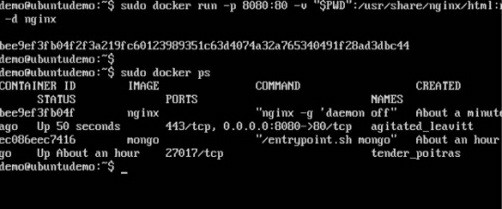 demo@ubuntudemo:~$ sudo docker run -p 8080:80 -v "$PWD":/usr/share/nginx/html:r
-d nginx
bee9ef3fb04f2f3a219fc60123989351c63d4074a32a765340491f28ad3dbc44
demo@ubuntudemo:~$
demo@ubuntudemo:~$ sudo docker ps
CONTAINER ID IMAGE COMMAND CREATED
STATUS PORTS NAMES
bee9ef3fb04f nginx "nginx -g 'daemon off" About a minute
ago Up 50 seconds 443/tcp, 0.0.0.0:8080->80/tcp agitated_leavitt
ec086eec7416 mongo "/entrypoint.sh mongo" About an hour
go Up About an hour 27017/tcp tender_poitras
demo@ubuntudemo:~$ _